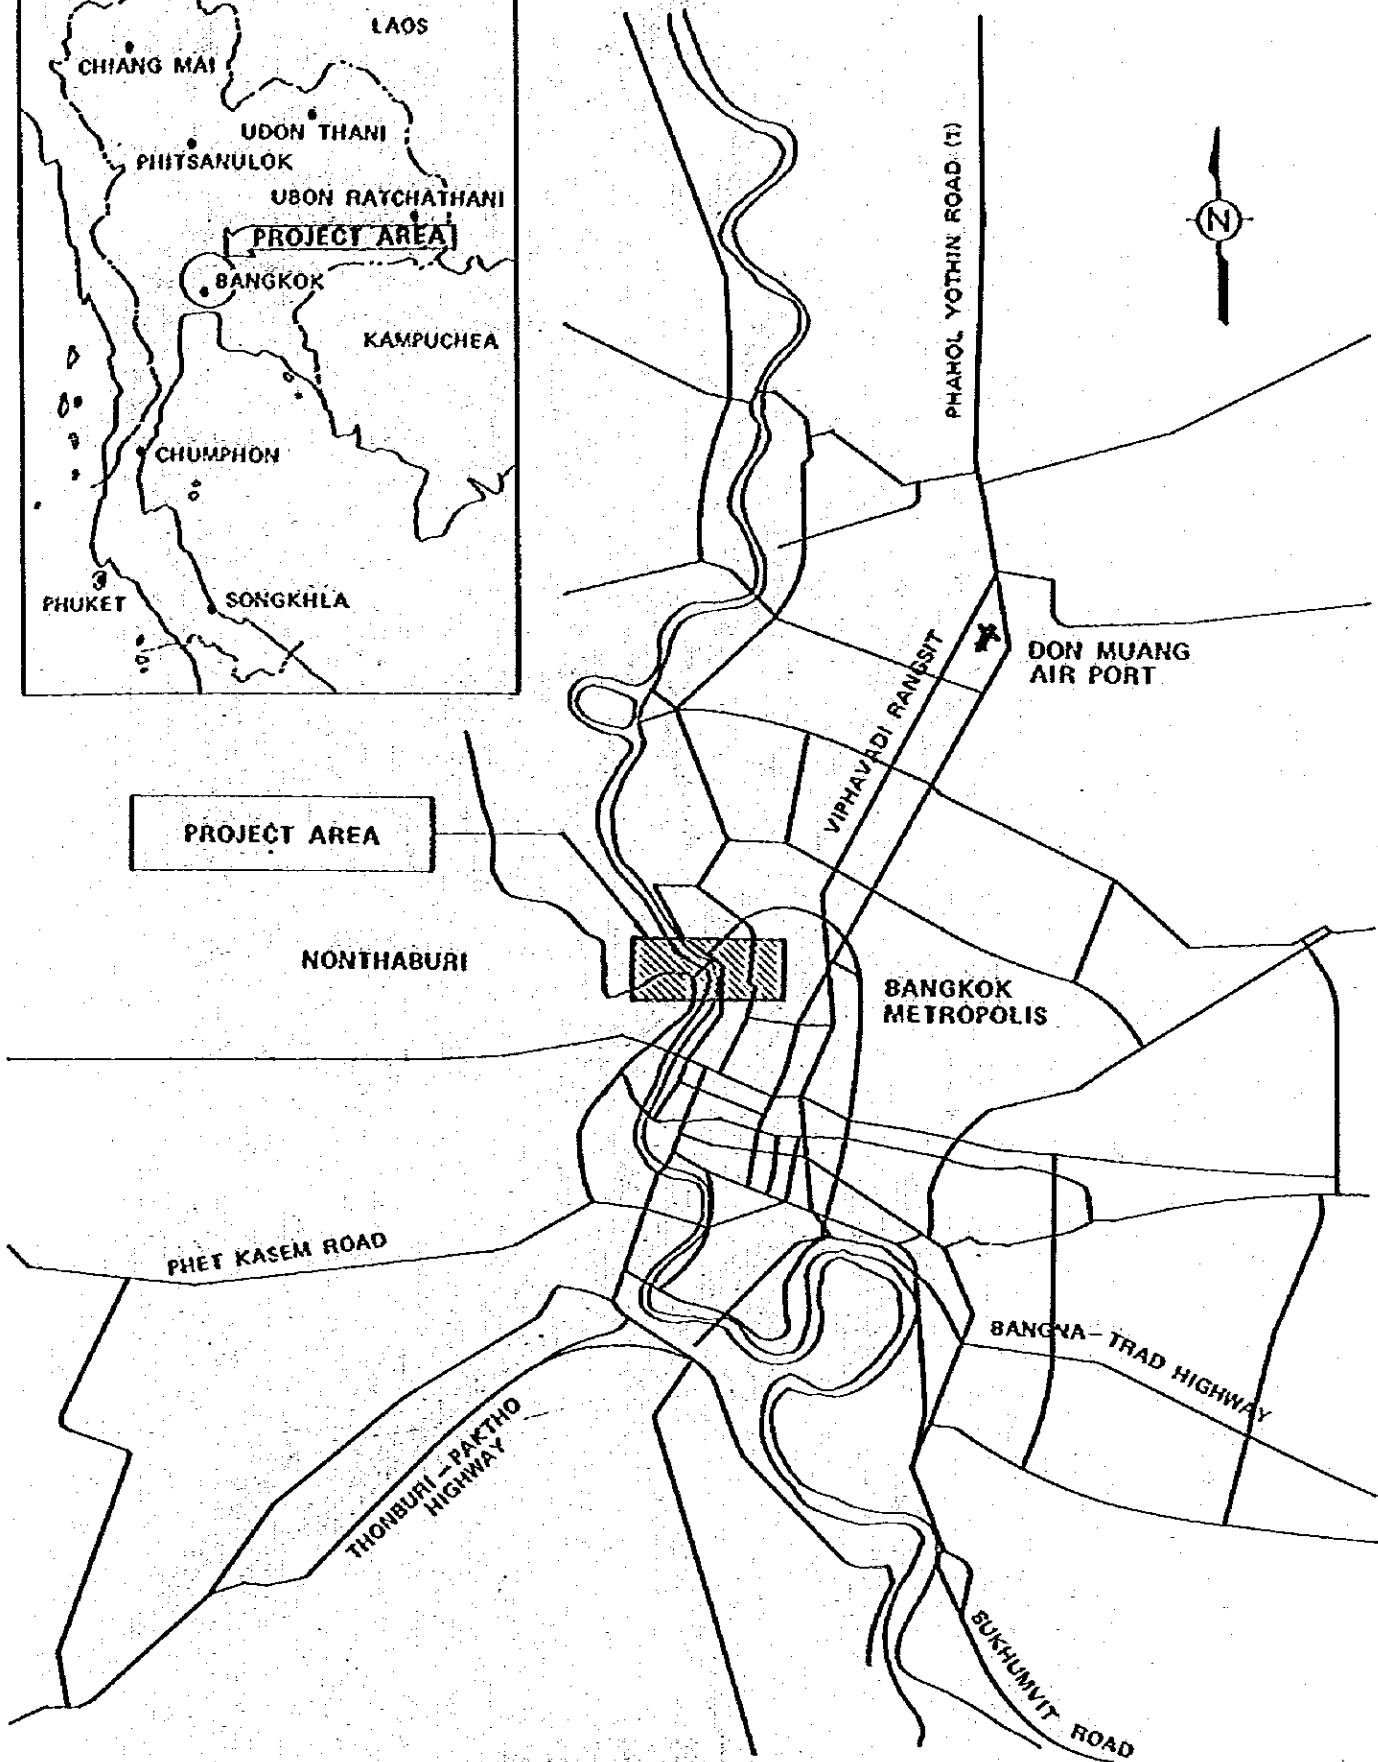 LAOS
CHIANG MAI
UDON THANI
PHITSANULOK
UBON RATCHATHANI
PROJECT AREA
BANGKOK
KAMPUCHEA
CHUMPHON
PHUKET
SONGKHLA
PHAHOL YOTHIN ROAD (1)
N
DON MUANG
AIR PORT
VIPHAVADI RANGSIT
PROJECT AREA
NONTHABURI
BANGKOK
METROPOLIS
PHET KASEM ROAD
BANGNA-TRAD HIGHWAY
THONBURI-PAKTHO
HIGHWAY
SUKHUMVIT ROAD